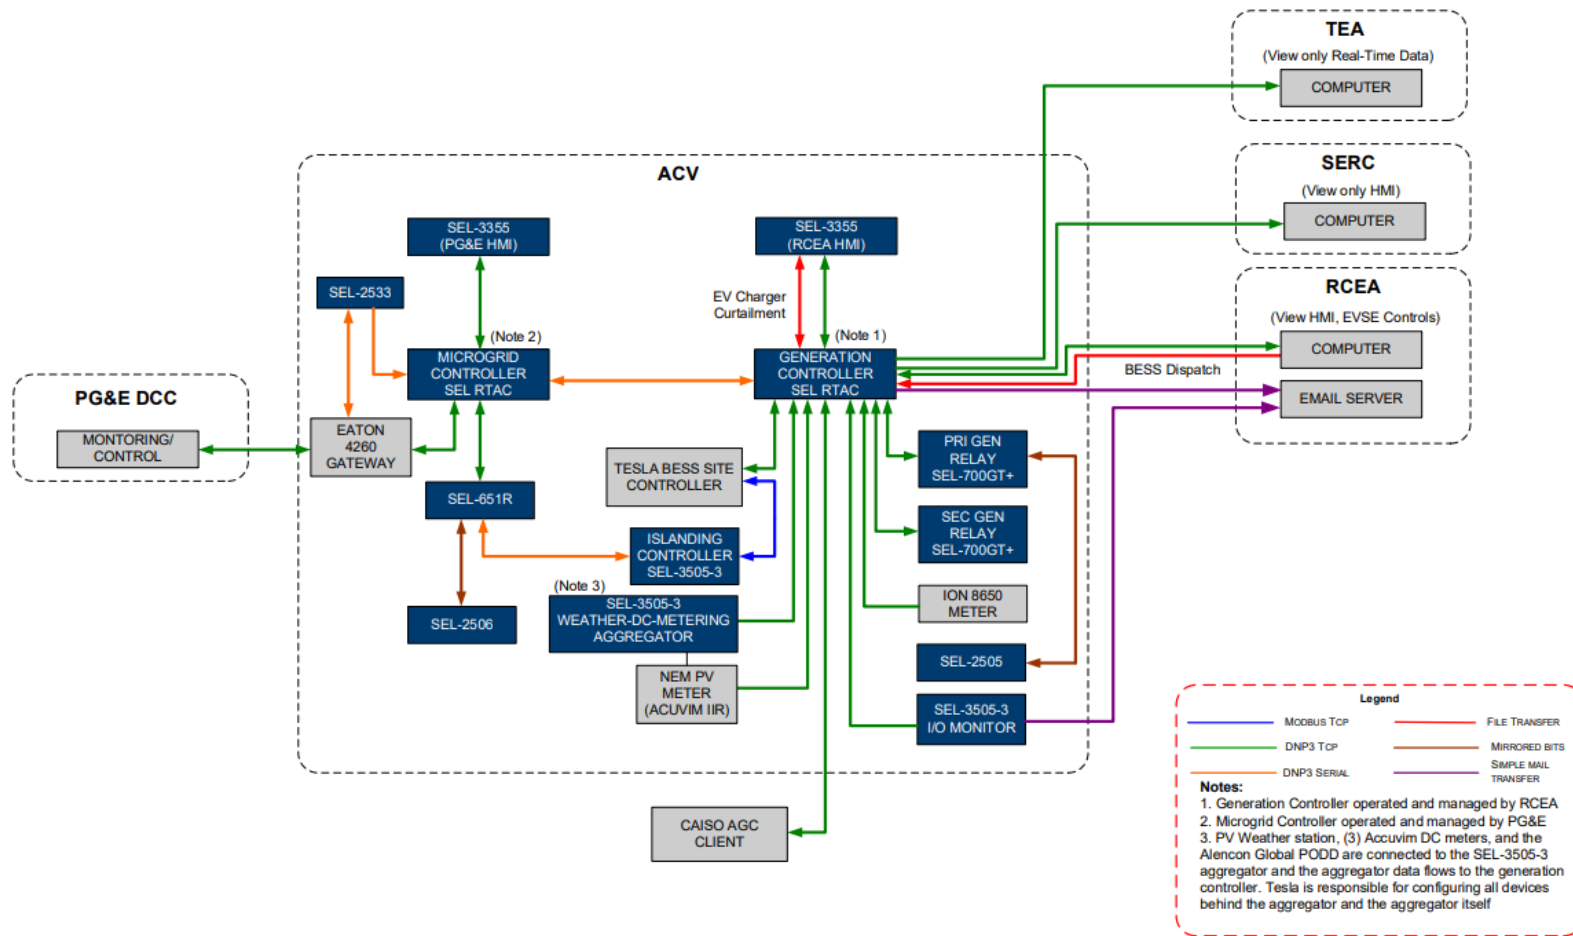 TEA
(View only Real-Time Data)
COMPUTER
SERC
(View only HMI)
COMPUTER
RCEA
(View HMI, EVSE Controls)
COMPUTER
EMAIL SERVER
BESS Dispatch
ACV
SEL-3355
(PG&E HMI)
SEL-3355
(RCEA HMI)
SEL-2533
EV Charger
Curtailment
(Note 2)
(Note 1)
MICROGRID
CONTROLLER
SEL RTAC
GENERATION
CONTROLLER
SEL RTAC
PG&E DCC
MONTORING/
CONTROL
EATON
4260
GATEWAY
TESLA BESS SITE
CONTROLLER
PRI GEN
RELAY
SEL-700GT+
SEL-651R
SEC GEN
RELAY
SEL-700GT+
ISLANDING
CONTROLLER
SEL-3505-3
(Note 3)
SEL-3505-3
WEATHER-DC-METERING
AGGREGATOR
ION 8650
METER
SEL-2506
SEL-2505
NEM PV
METER
(ACUVIM IIR)
SEL-3505-3
I/O MONITOR
CAISO AGC
CLIENT
Legend
MODBUS TCP
FILE TRANSFER
DNP3 TCP
MIRRORED BITS
DNP3 SERIAL
SIMPLE MAIL
TRANSFER
Notes:
1. Generation Controller operated and managed by RCEA
2. Microgrid Controller operated and managed by PG&E
3. PV Weather station, (3) Accuvim DC meters, and the
Alencon Global PODD are connected to the SEL-3505-3
aggregator and the aggregator data flows to the generation
controller. Tesla is responsible for configuring all devices
behind the aggregator and the aggregator itself